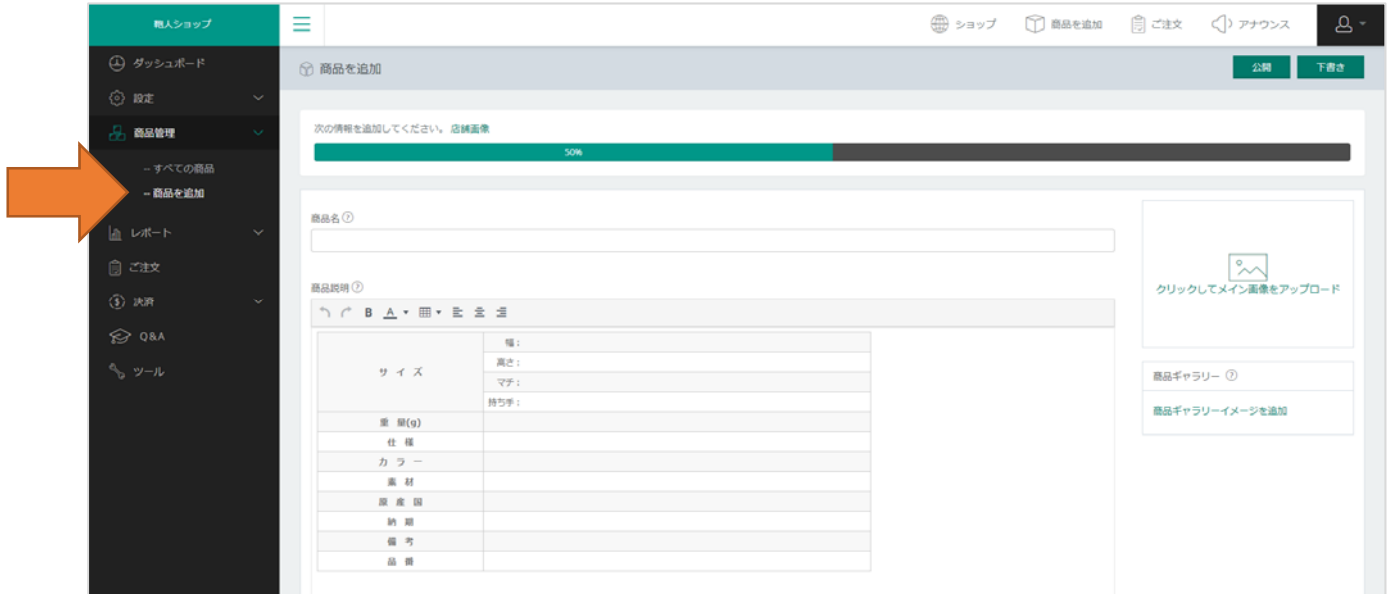 鞄人ショップ
ショップ
商品を追加
ご注文
アナウンス
ダッシュボード
設定
商品管理
-- すべての商品
-- 商品を追加
レポート
ご注文
決済
Q&A
ツール
商品を追加
公開
下書き
次の情報を追加してください。 店舗画像
50%
商品名
商品説明
B A
サイズ
幅 :
高さ :
マチ :
持ち手 :
重 量(g)
仕 様
カ ラ ー
素 材
原 産 国
納 期
備 考
品 番
クリックしてメイン画像をアップロード
商品ギャラリー
商品ギャラリーイメージを追加